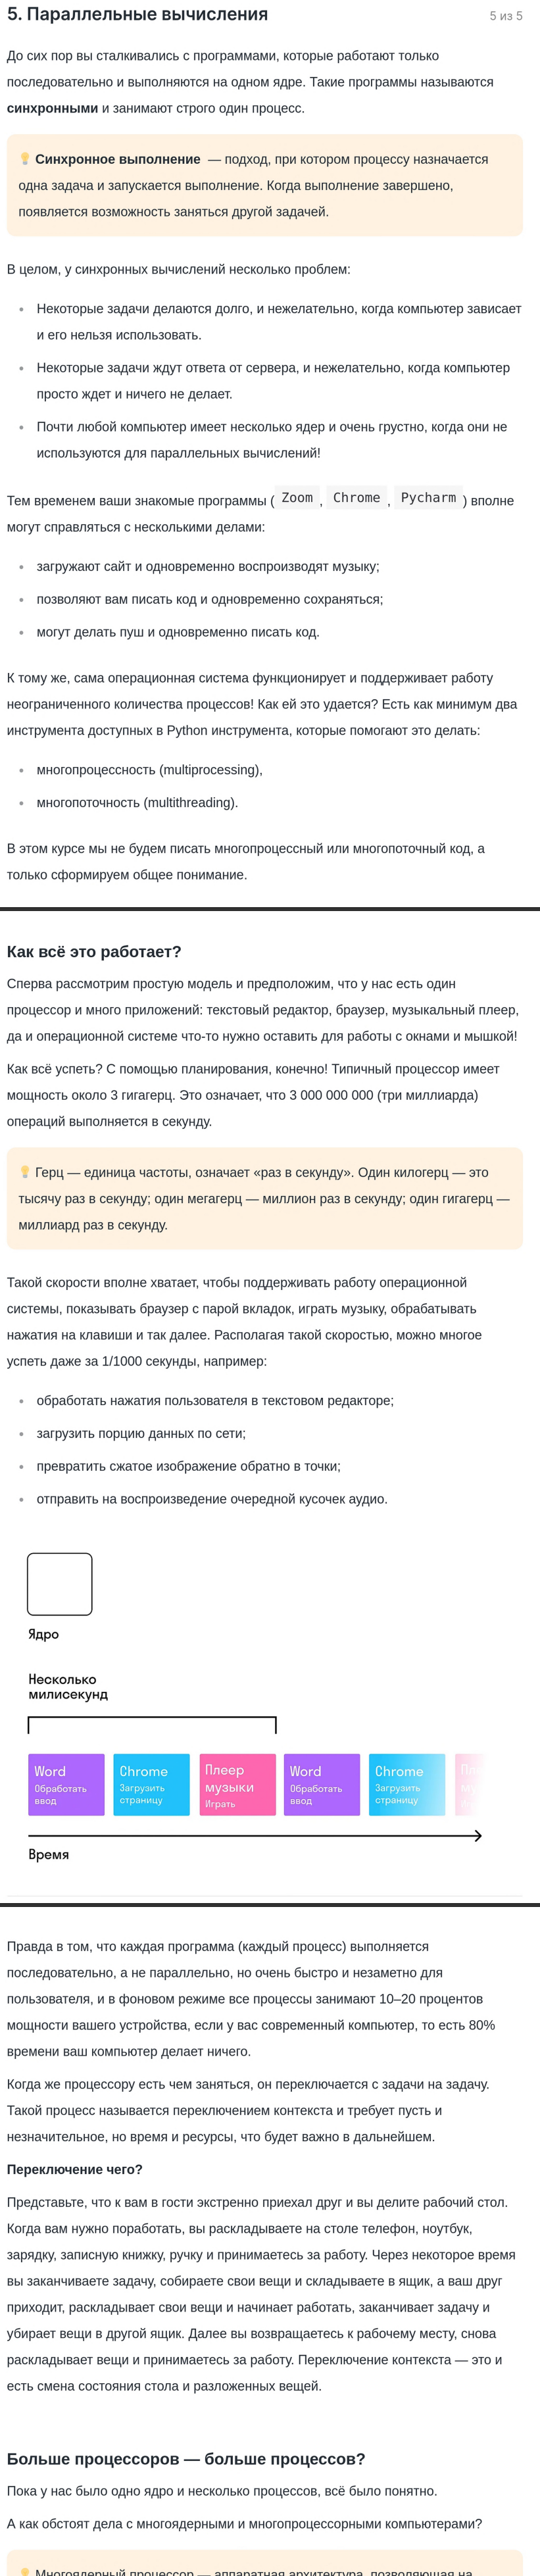 5. Параллельные вычисления
5 из 5
До сих пор вы сталкивались с программами, которые работают только
последовательно и выполняются на одном ядре. Такие программы называются
синхронными и занимают строго один процесс.
💡 Синхронное выполнение — подход, при котором процессу назначается
одна задача и запускается выполнение. Когда выполнение завершено,
появляется возможность заняться другой задачей.
В целом, у синхронных вычислений несколько проблем:
• Некоторые задачи делаются долго, и нежелательно, когда компьютер зависает
и его нельзя использовать.
• Некоторые задачи ждут ответа от сервера, и нежелательно, когда компьютер
просто ждет и ничего не делает.
• Почти любой компьютер имеет несколько ядер и очень грустно, когда они не
используются для параллельных вычислений!
Тем временем ваши знакомые программы ( Zoom , Chrome , Pycharm ) вполне
могут справляться с несколькими делами:
• загружают сайт и одновременно воспроизводят музыку;
• позволяют вам писать код и одновременно сохраняться;
• могут делать пуш и одновременно писать код.
К тому же, сама операционная система функционирует и поддерживает работу
неограниченного количества процессов! Как ей это удается? Есть как минимум два
инструмента доступных в Python инструмента, которые помогают это делать:
• многопроцессность (multiprocessing),
• многопоточность (multithreading).
В этом курсе мы не будем писать многопроцессный или многопоточный код, а
только сформируем общее понимание.
Как всё это работает?
Сперва рассмотрим простую модель и предположим, что у нас есть один
процессор и много приложений: текстовый редактор, браузер, музыкальный плеер,
да и операционной системе что-то нужно оставить для работы с окнами и мышкой!
Как всё успеть? С помощью планирования, конечно! Типичный процессор имеет
мощность около 3 гигагерц. Это означает, что 3 000 000 000 (три миллиарда)
операций выполняется в секунду.
💡 Герц — единица частоты, означает «раз в секунду». Один килогерц — это
тысячу раз в секунду; один мегагерц — миллион раз в секунду; один гигагерц —
миллиард раз в секунду.
Такой скорости вполне хватает, чтобы поддерживать работу операционной
системы, показывать браузер с парой вкладок, играть музыку, обрабатывать
нажатия на клавиши и так далее. Располагая такой скоростью, можно многое
успеть даже за 1/1000 секунды, например:
• обработать нажатия пользователя в текстовом редакторе;
• загрузить порцию данных по сети;
• превратить сжатое изображение обратно в точки;
• отправить на воспроизведение очередной кусочек аудио.
Ядро
Несколько
милисекунд
Word
Обработать
ввод
Chrome
Загрузить
страницу
Плеер
музыки
Играть
Word
Обработать
ввод
Chrome
Загрузить
страницу
Время
Правда в том, что каждая программа (каждый процесс) выполняется
последовательно, а не параллельно, но очень быстро и незаметно для
пользователя, и в фоновом режиме все процессы занимают 10–20 процентов
мощности вашего устройства, если у вас современный компьютер, то есть 80%
времени ваш компьютер делает ничего.
Когда же процессору есть чем заняться, он переключается с задачи на задачу.
Такой процесс называется переключением контекста и требует пусть и
незначительное, но время и ресурсы, что будет важно в дальнейшем.
Переключение чего?
Представьте, что к вам в гости экстренно приехал друг и вы делите рабочий стол.
Когда вам нужно поработать, вы раскладываете на столе телефон, ноутбук,
зарядку, записную книжку, ручку и принимаетесь за работу. Через некоторое время
вы заканчиваете задачу, собираете свои вещи и складываете в ящик, а ваш друг
приходит, раскладывает свои вещи и начинает работать, заканчивает задачу и
убирает вещи в другой ящик. Далее вы возвращаетесь к рабочему месту, снова
раскладывает вещи и принимаетесь за работу. Переключение контекста — это и
есть смена состояния стола и разложенных вещей.
Больше процессоров — больше процессов?
Пока у нас было одно ядро и несколько процессов, всё было понятно.
А как обстоят дела с многоядерными и многопроцессорными компьютерами?
💡 Многоядерный процессор — аппаратная архитектура, позволяющая на